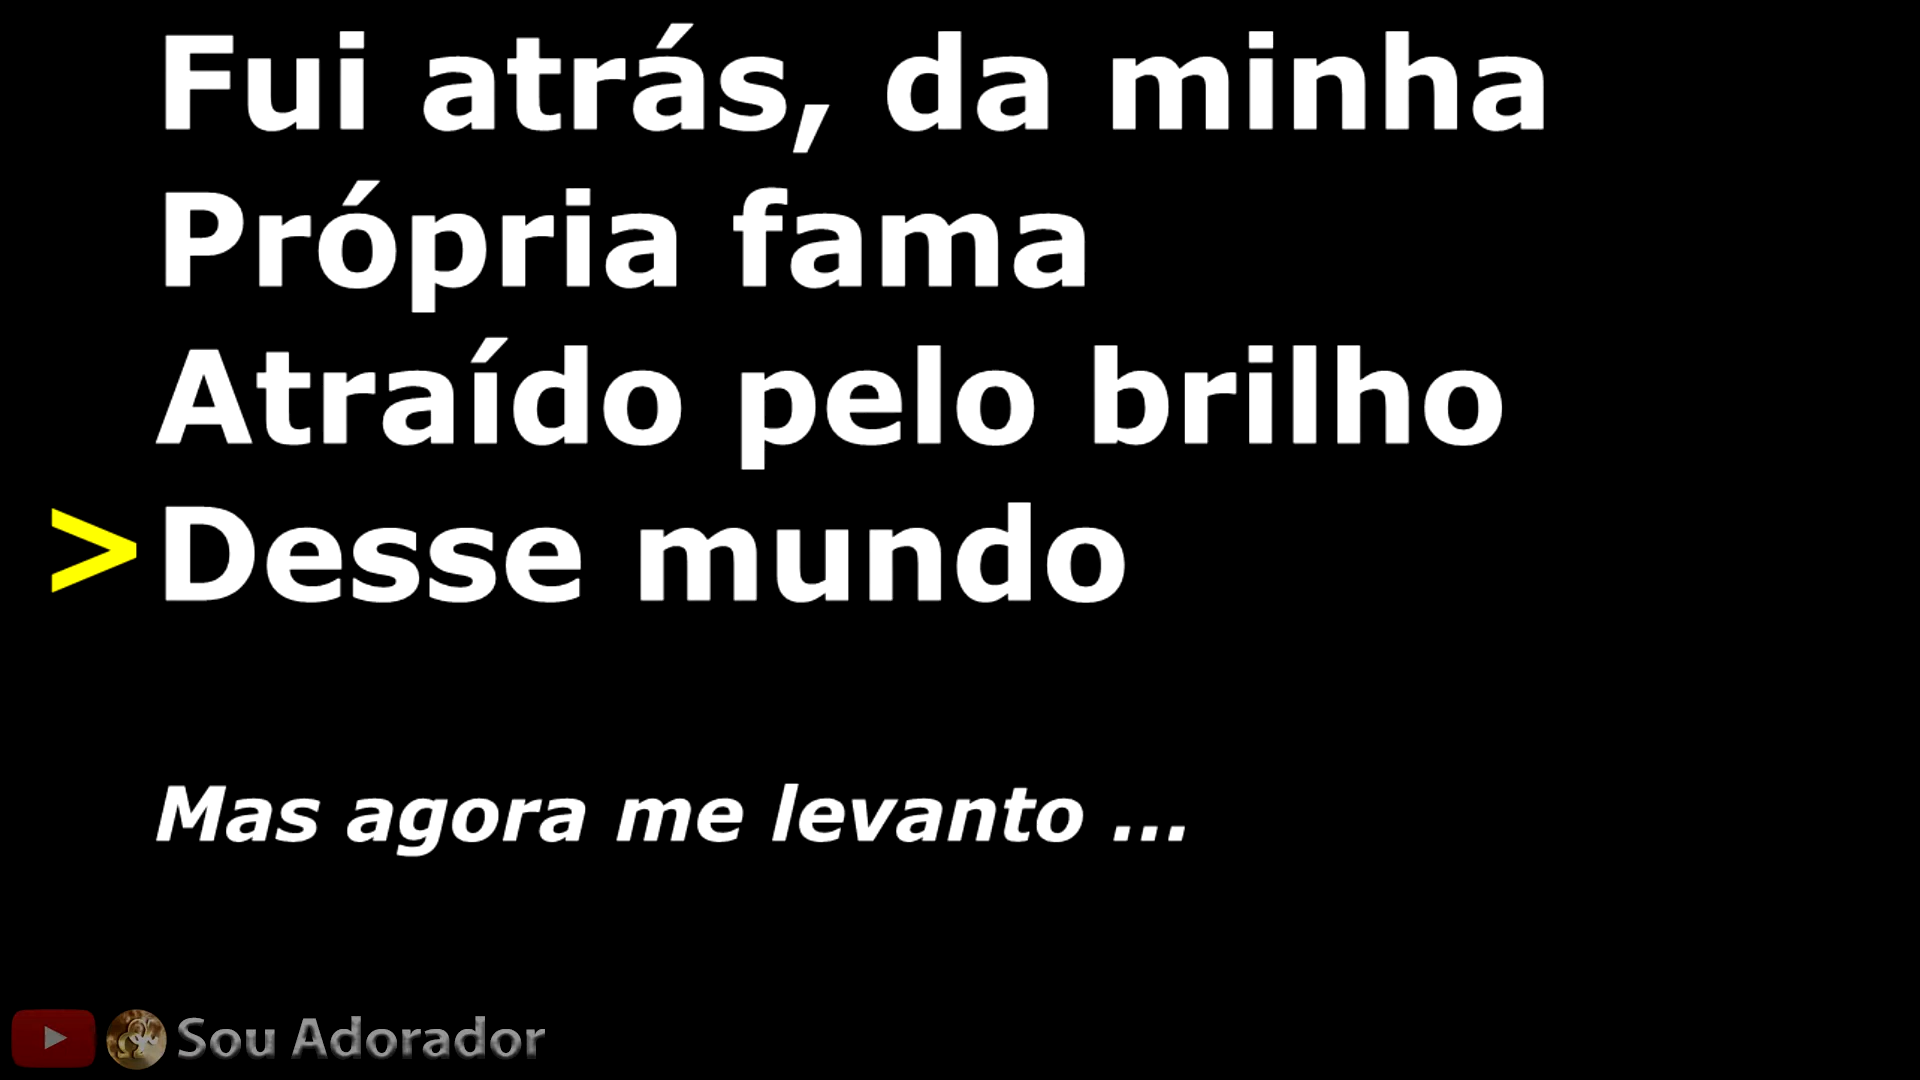 Fui atrás, da minha
Própria fama
Atraído pelo brilho
>Desse mundo
Mas agora me levanto ...
Sou Adorador